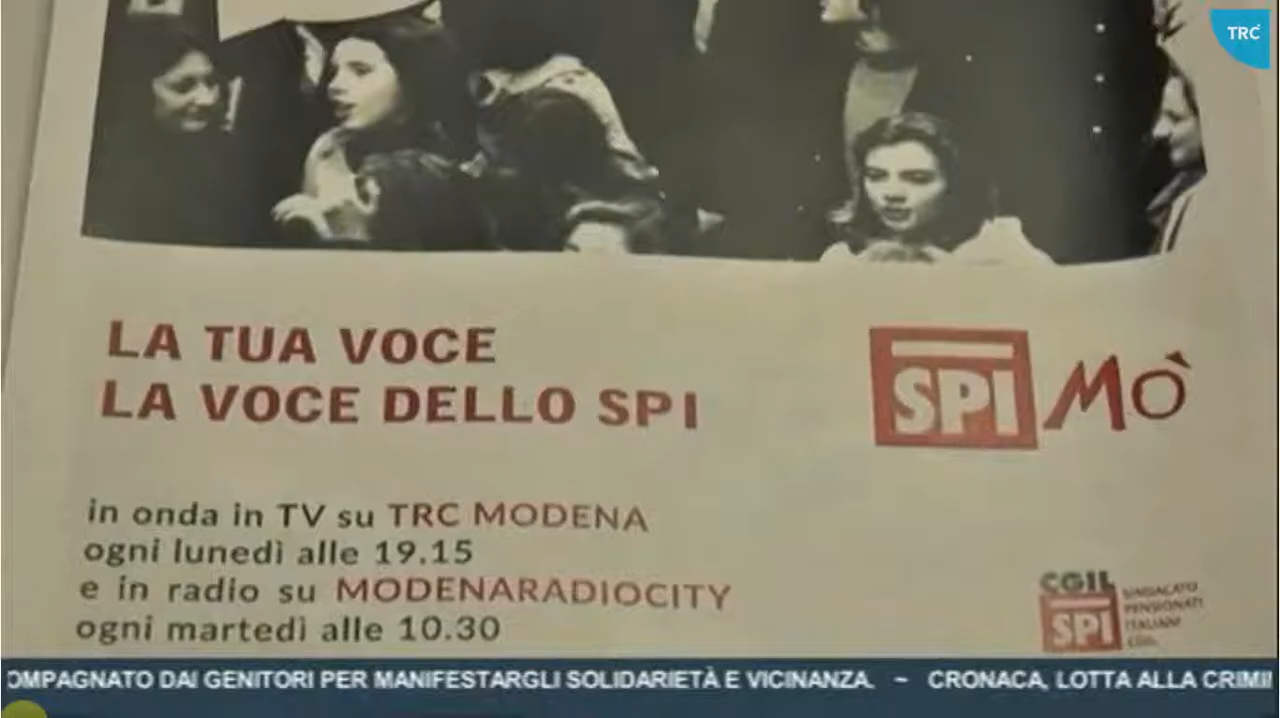 TRC
LA TUA VOCE
LA VOCE DELLO SPI
SPI MÒ
in onda in TV su TRC MODENA
ogni lunedì alle 19.15
e in radio su MODENARADIOCITY
ogni martedì alle 10.30
CGIL
SPI
SINDACATO
PENSIONATI
ITALIANI
CGIL
OMPAGNATO DAI GENITORI PER MANIFESTARGLI SOLIDARIETÀ E VICINANZA. ~ CRONACA, LOTTA ALLA CRIMI